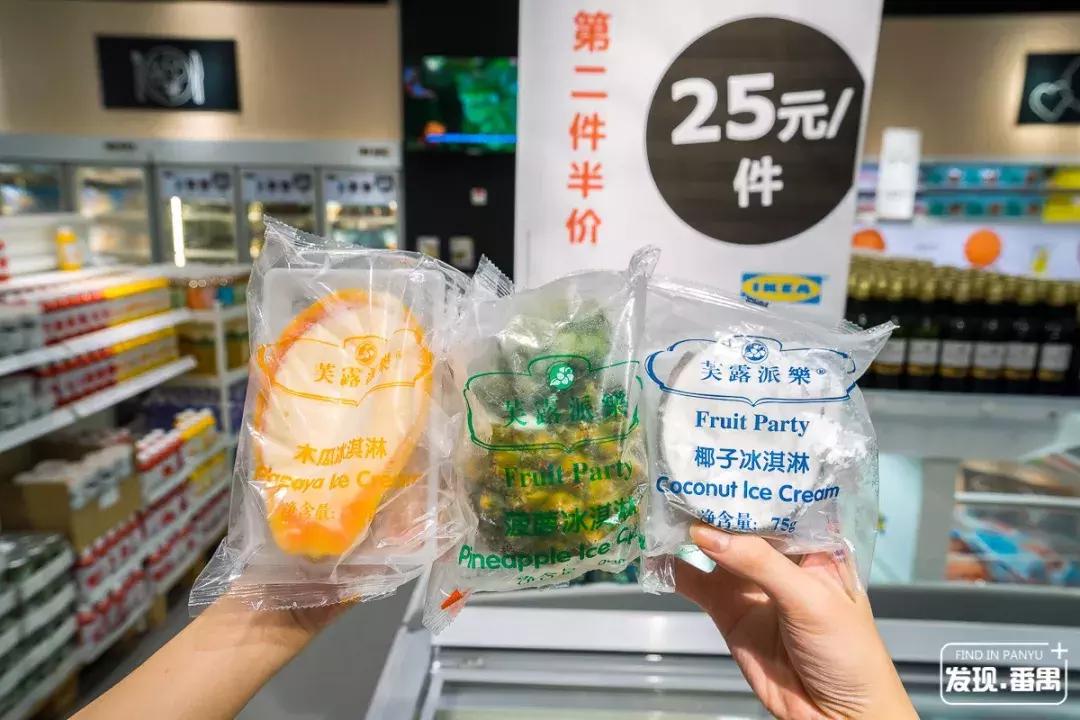 第二件半价
25元/
件
IKEA
芙露派樂
木瓜冰淇淋
Papaya Ice Cream
净含量:
芙露派樂
Fruit Party
菠萝冰淇淋
Pineapple Ice Cr
净含量:
芙露派樂®
Fruit Party
椰子冰淇淋
Coconut Ice Cream
净含量: 75g
FIND IN PANYU
发现.番禺